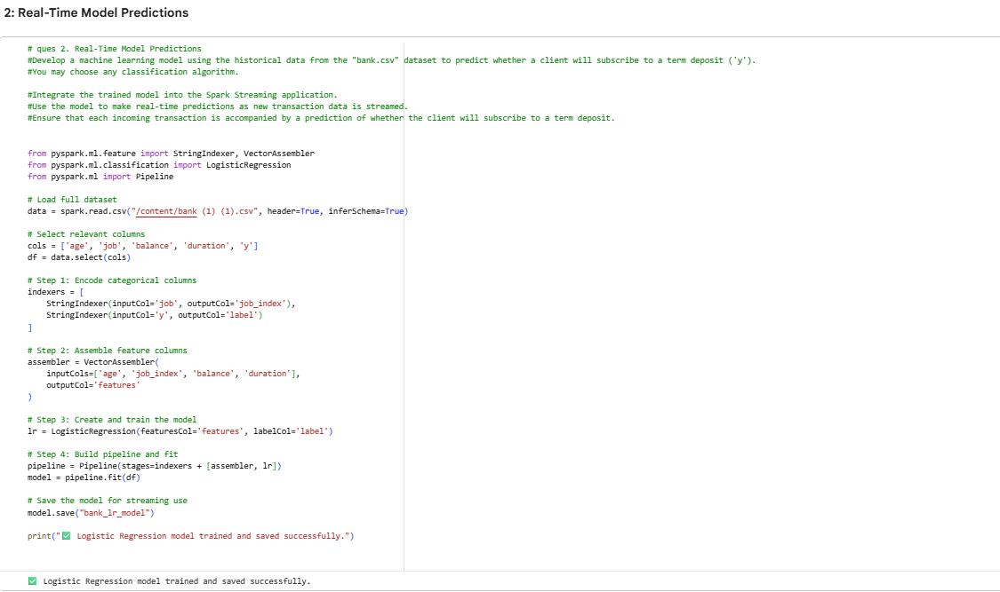 2: Real-Time Model Predictions
# ques 2. Real-Time Model Predictions
#Develop a machine learning model using the historical data from the "bank.csv" dataset to predict whether a client will subscribe to a term deposit ('y').
#You may choose any classification algorithm.
#Integrate the trained model into the Spark Streaming application.
#Use the model to make real-time predictions as new transaction data is streamed.
#Ensure that each incoming transaction is accompanied by a prediction of whether the client will subscribe to a term deposit.
from pyspark.ml.feature import StringIndexer, VectorAssembler
from pyspark.ml.classification import LogisticRegression
from pyspark.ml import Pipeline
# Load full dataset
data = spark.read.csv("/content/bank (1) (1).csv", header=True, inferSchema=True)
# Select relevant columns
cols = ['age', 'job', 'balance', 'duration', 'y']
df = data.select(cols)
# Step 1: Encode categorical columns
indexers = [
    StringIndexer(inputCol='job', outputCol='job_index'),
    StringIndexer(inputCol='y', outputCol='label')
]
# Step 2: Assemble feature columns
assembler = VectorAssembler(
    inputCols=['age', 'job_index', 'balance', 'duration'],
    outputCol='features'
)
# Step 3: Create and train the model
lr = LogisticRegression(featuresCol='features', labelCol='label')
# Step 4: Build pipeline and fit
pipeline = Pipeline(stages=indexers + [assembler, lr])
model = pipeline.fit(df)
# Save the model for streaming use
model.save("bank_lr_model")
print("✅ Logistic Regression model trained and saved successfully.")
✅ Logistic Regression model trained and saved successfully.